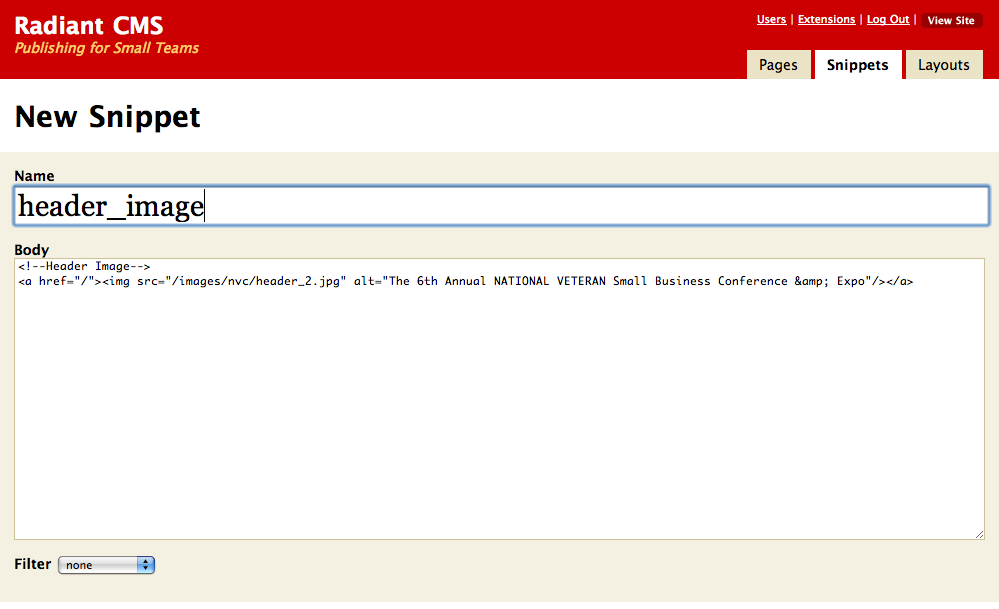 Radiant CMS
Publishing for Small Teams
Users | Extensions | Log Out | View Site
Pages Snippets Layouts
New Snippet
Name
header_image
Body
<!--Header Image-->
<a href="/"><img src="/images/nvc/header_2.jpg" alt="The 6th Annual NATIONAL VETERAN Small Business Conference &amp; Expo"/></a>
Filter none